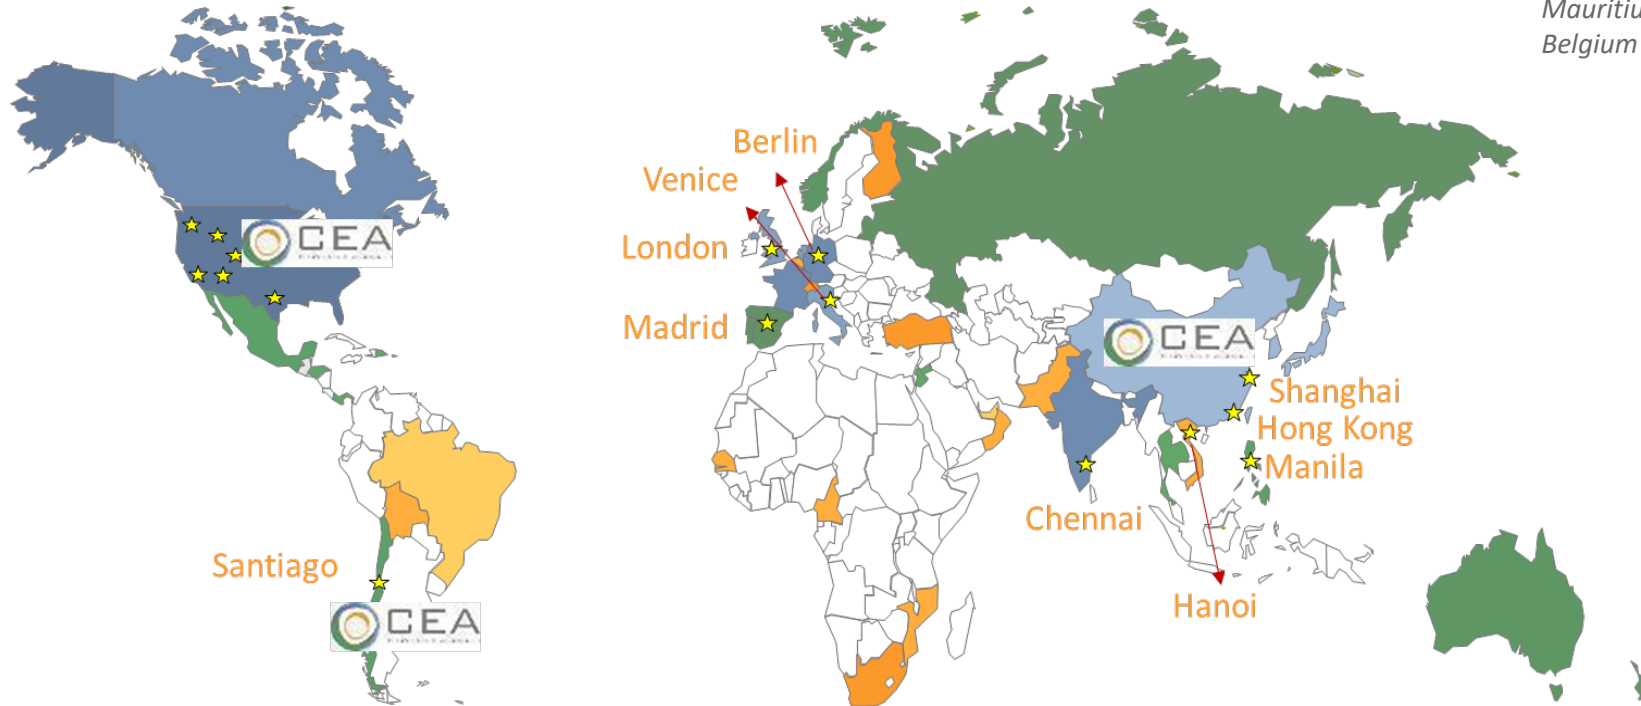 Mauritiu
Belgium
Berlin
Venice
CEA
London
Madrid
CEA
Shanghai
Hong Kong
Manila
Chennai
Santiago
Hanoi
CEA